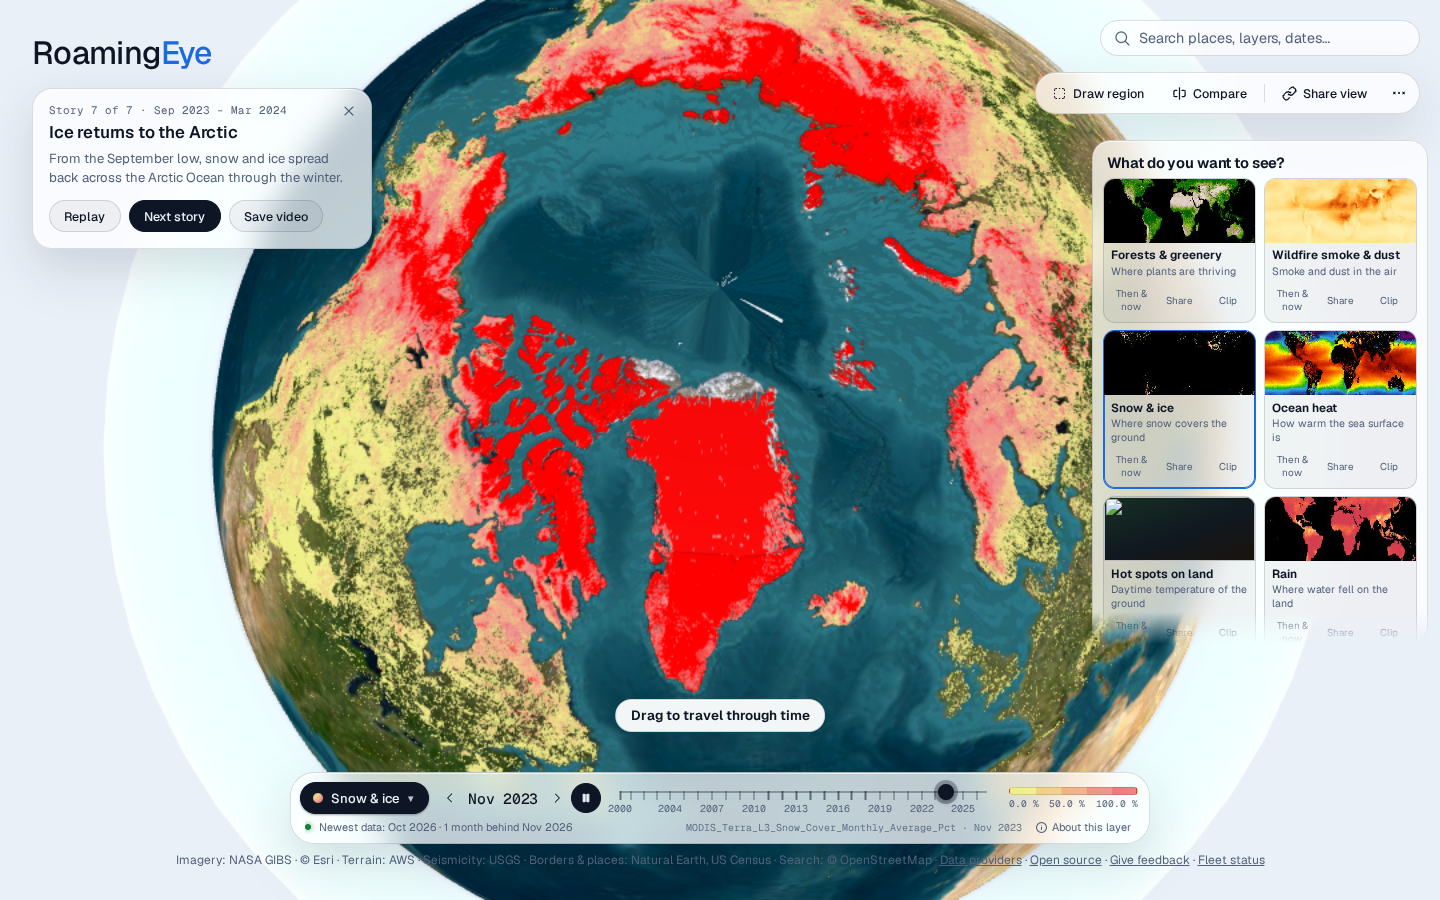 RoamingEye
Search places, layers, dates...
Story 7 of 7 · Sep 2023 – Mar 2024
Ice returns to the Arctic
From the September low, snow and ice spread
back across the Arctic Ocean through the winter.
Replay
Next story
Save video
Draw region
Compare
Share view
What do you want to see?
Forests & greenery
Where plants are thriving
Then & now
Share
Clip
Wildfire smoke & dust
Smoke and dust in the air
Then & now
Share
Clip
Snow & ice
Where snow covers the
ground
Then & now
Share
Clip
Ocean heat
How warm the sea surface
is
Then & now
Share
Clip
Hot spots on land
Daytime temperature of the
ground
Then & now
Share
Clip
Rain
Where water fell on the
land
Then & now
Share
Clip
Drag to travel through time
Snow & ice
Nov 2023
2000 2004 2007 2010 2013 2016 2019 2022 2025
0.0 % 50.0 % 100.0 %
Newest data: Oct 2026 · 1 month behind Nov 2026
MODIS_Terra_L3_Snow_Cover_Monthly_Average_Pct · Nov 2023
About this layer
Imagery: NASA GIBS · © Esri · Terrain: AWS · Seismicity: USGS · Borders & places: Natural Earth, US Census · Search: © OpenStreetMap · Data providers · Open source · Give feedback · Fleet status